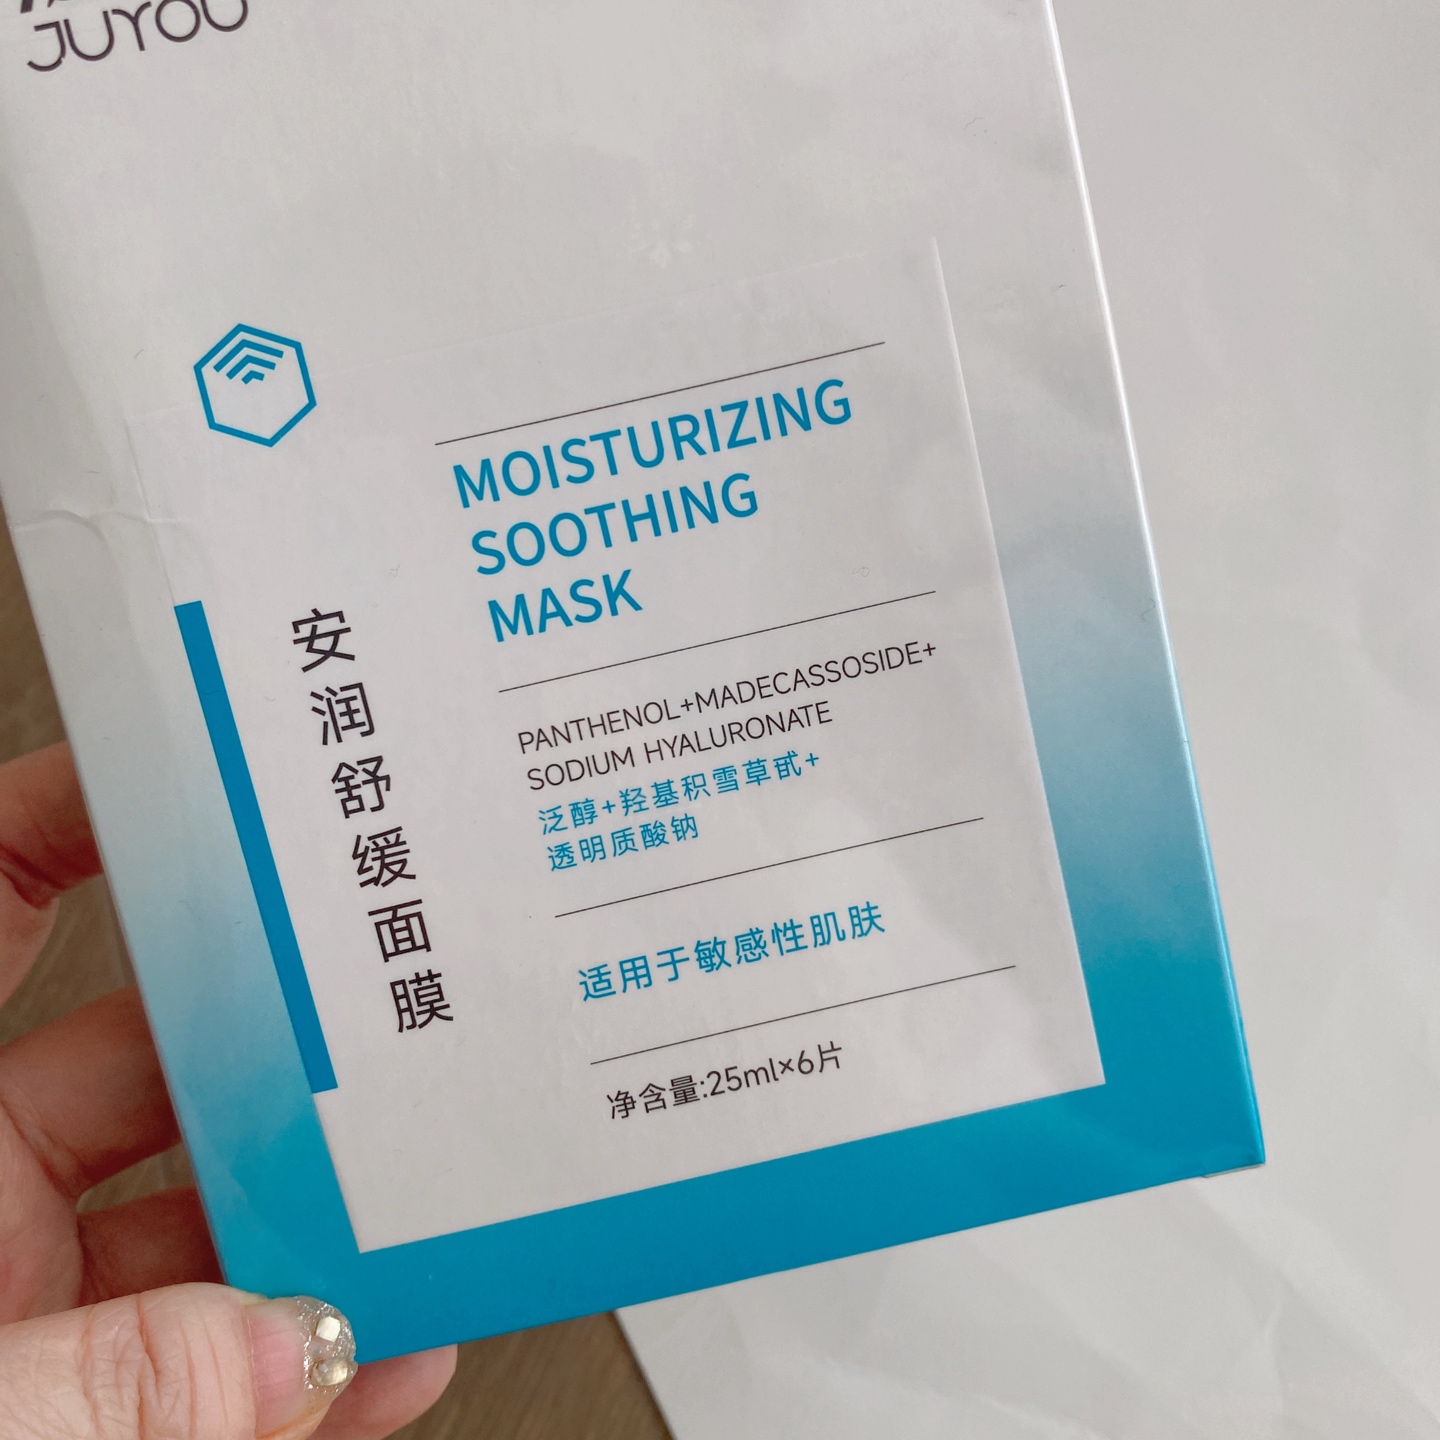 JUYOU
MOISTURIZING
SOOTHING
MASK
安润舒缓面膜
PANTHENOL+MADECASSOSIDE+
SODIUM HYALURONATE
泛醇+羟基积雪草甙+
透明质酸钠
适用于敏感性肌肤
净含量:25ml×6片